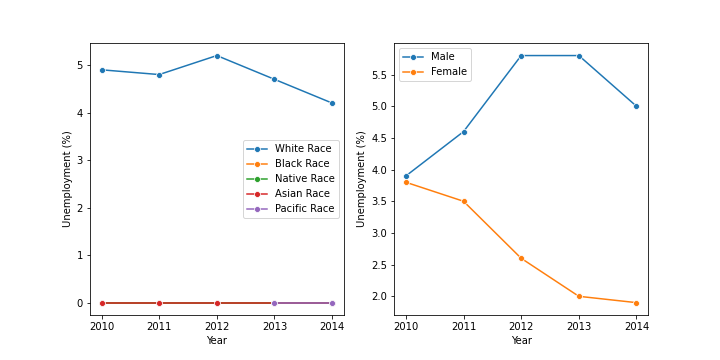 Unemployment (%)
5
4
3
2
1
0
White Race
Black Race
Native Race
Asian Race
Pacific Race
2010 2011 2012 2013 2014
Year
Unemployment (%)
5.5
5.0
4.5
4.0
3.5
3.0
2.5
2.0
Male
Female
2010 2011 2012 2013 2014
Year